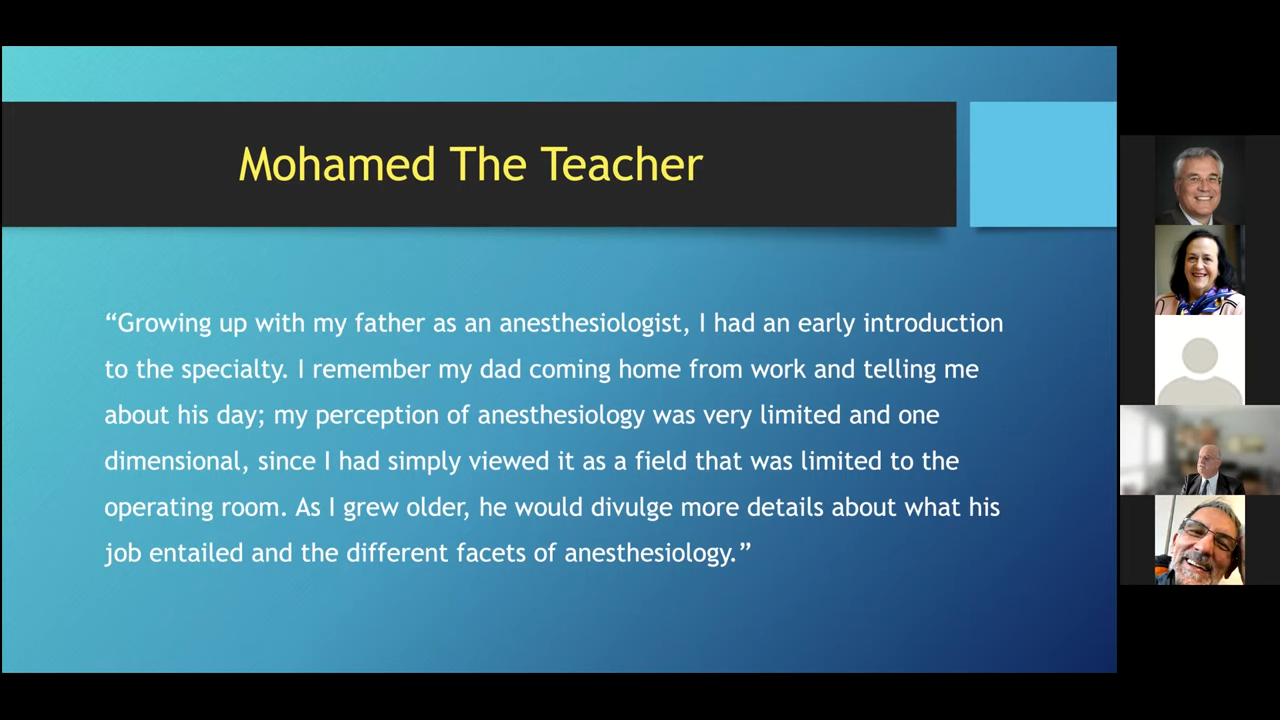 Mohamed The Teacher
“Growing up with my father as an anesthesiologist, I had an early introduction
to the specialty. I remember my dad coming home from work and telling me
about his day; my perception of anesthesiology was very limited and one
dimensional, since I had simply viewed it as a field that was limited to the
operating room. As I grew older, he would divulge more details about what his
job entailed and the different facets of anesthesiology.”